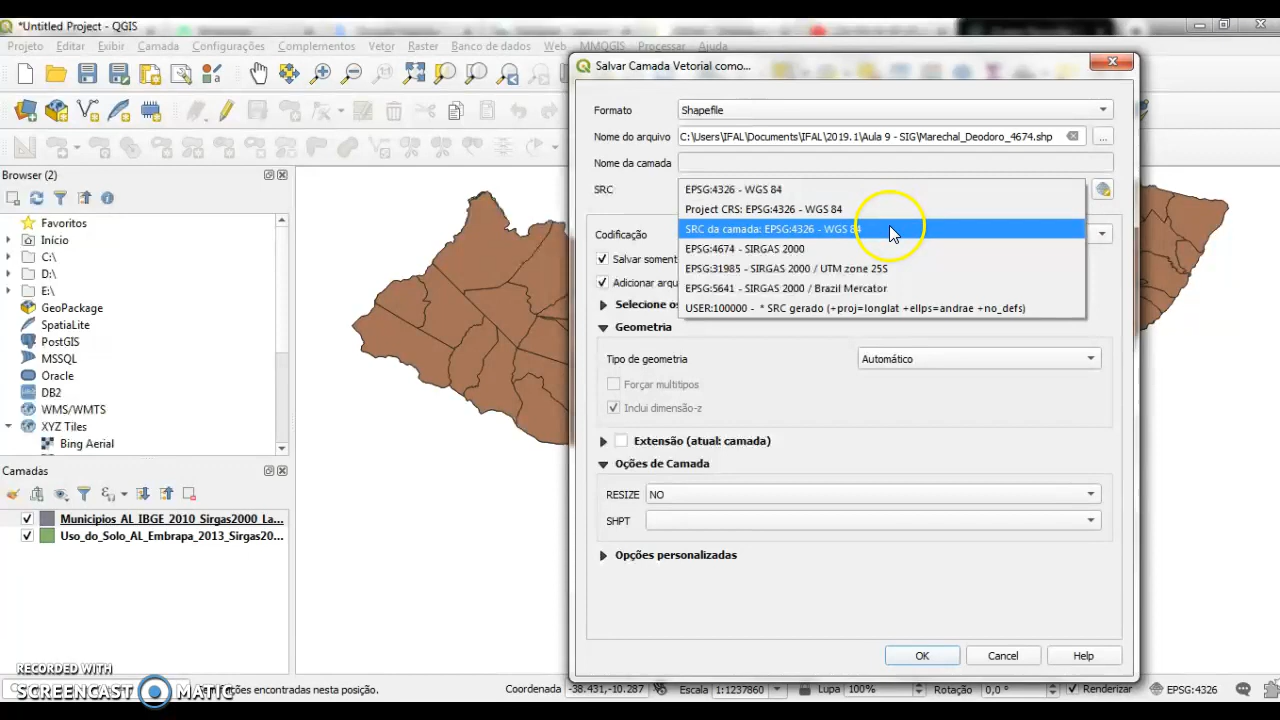 *Untitled Project - QGIS
Projeto Editar Exibir Camada Configurações Complementos Vetor Raster Banco de dados Web MMQGIS Processar Ajuda
Salvar Camada Vetorial como...
Formato Shapefile
Nome do arquivo C:\Users\IFAL\Documents\IFAL\2019.1\Aula 9 - SIG\Marechal_Deodoro_4674.shp ...
Nome da camada
SRC EPSG:4326 - WGS 84
Project CRS: EPSG:4326 - WGS 84
SRC da camada: EPSG:4326 - WGS 84
EPSG:4674 - SIRGAS 2000
EPSG:31985 - SIRGAS 2000 / UTM zone 25S
EPSG:5641 - SIRGAS 2000 / Brazil Mercator
USER:100000 - * SRC gerado (+proj=longlat +ellps=andrae +no_defs)
Codificação
Salvar soment
Adicionar arqu
Selecione os
Geometria
Tipo de geometria Automático
Forçar multitipos
Inclui dimensão-z
Extensão (atual: camada)
Oções de Camada
RESIZE NO
SHPT
Opções personalizadas
OK Cancel Help
Browser (2)
Favoritos
Início
C:\
D:\
E:\
GeoPackage
SpatiaLite
PostGIS
MSSQL
Oracle
DB2
WMS/WMTS
XYZ Tiles
Bing Aerial
Camadas
Municipios_AL_IBGE_2010_Sirgas2000_La...
Uso_do_Solo_AL_Embrapa_2013_Sirgas20...
RECORDED WITH
SCREENCAST MATIC
encontradas nesta posição. Coordenada -38.431,-10.287 Escala 1:1237860 Lupa 100% Rotação 0,0 ° Renderizar EPSG:4326